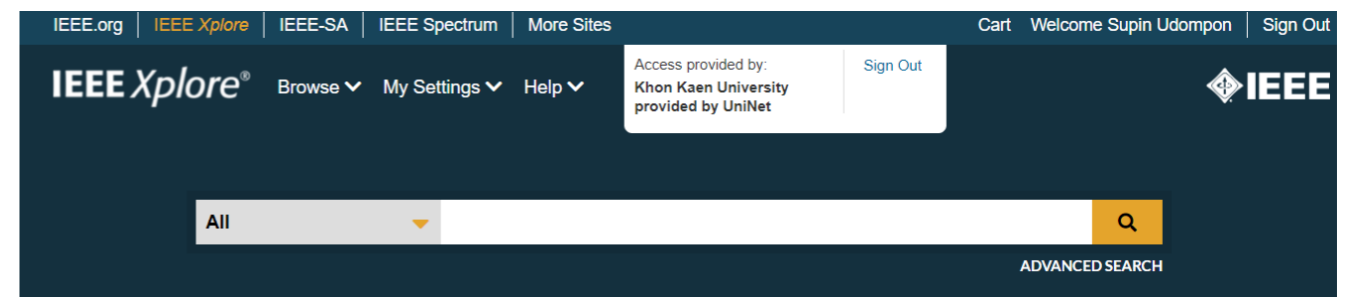 IEEE.org IEEE Xplore IEEE-SA IEEE Spectrum More Sites Cart Welcome Supin Udompon Sign Out
IEEE Xplore® Browse My Settings Help Access provided by: Sign Out IEEE
Khon Kaen University
provided by UniNet
All
ADVANCED SEARCH